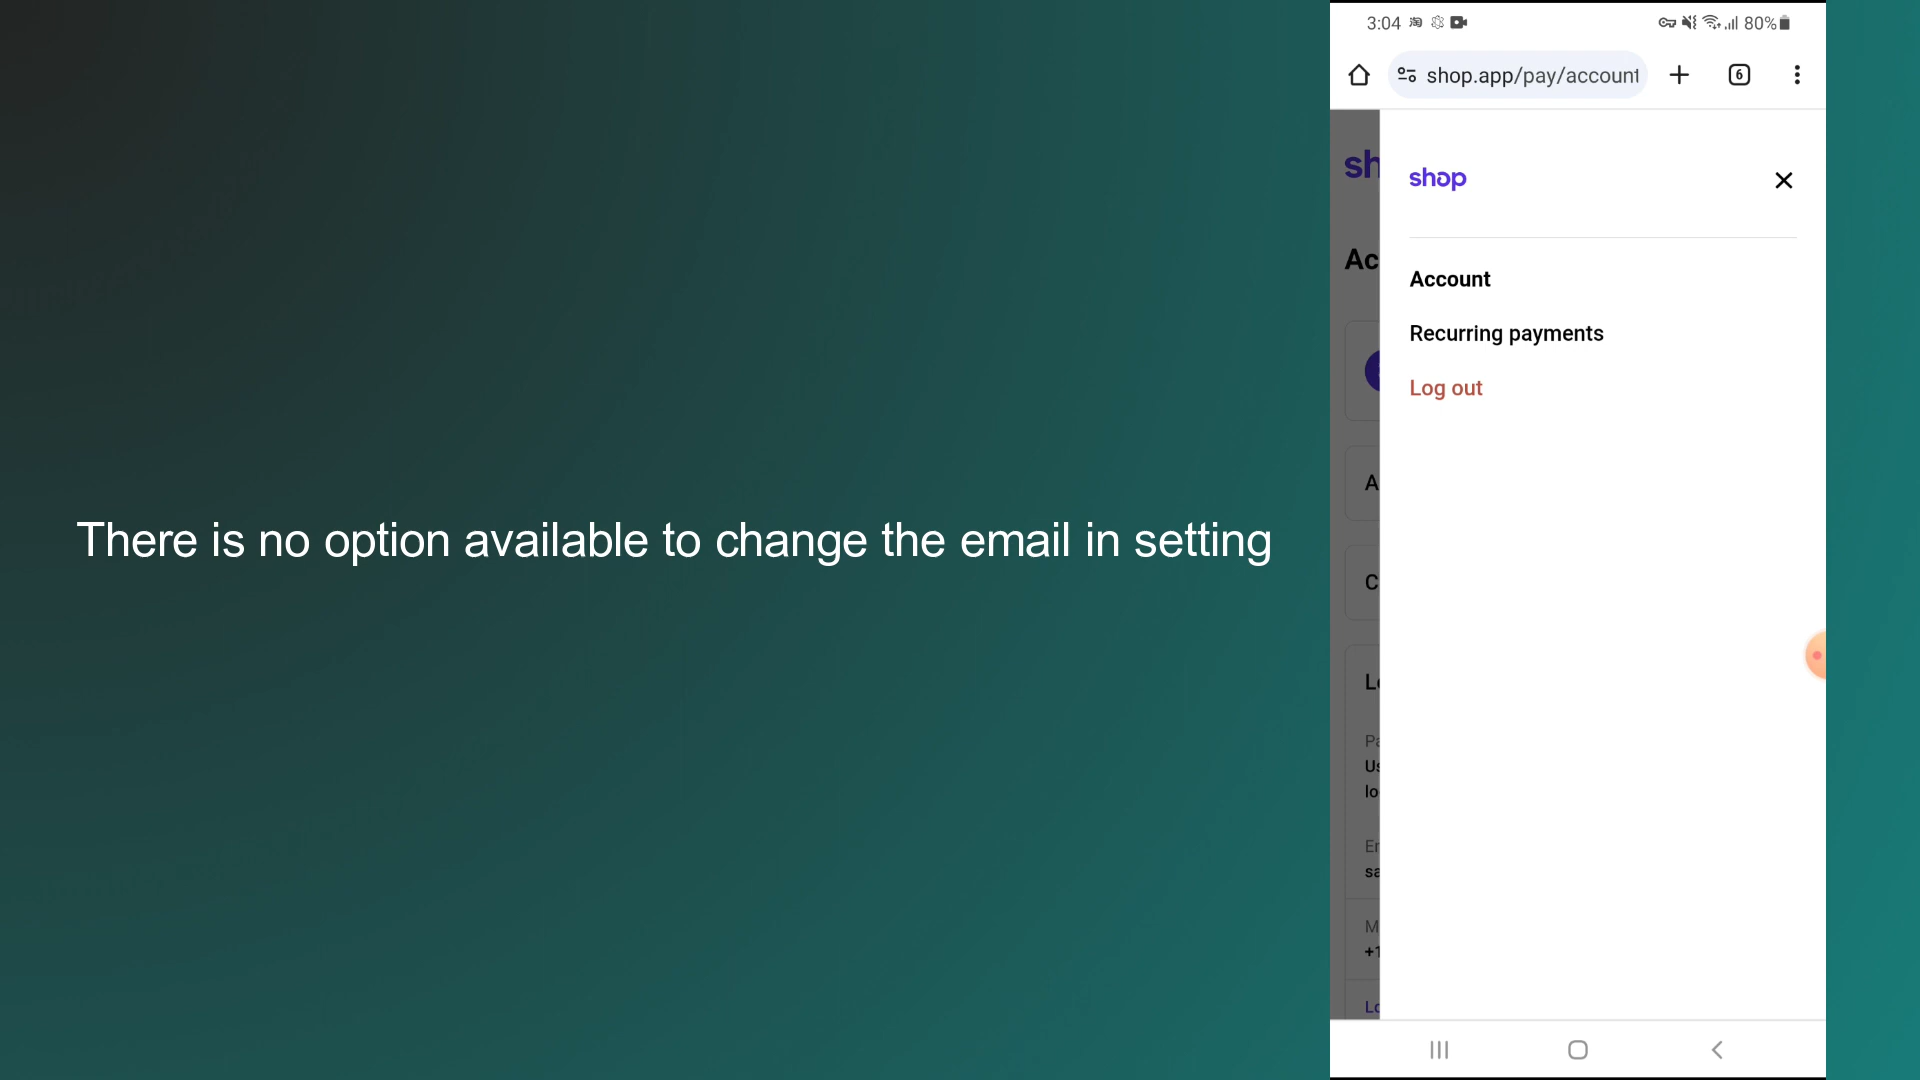 3:04
80%
shop.app/pay/account
6
shop
Account
Recurring payments
Log out
There is no option available to change the email in setting